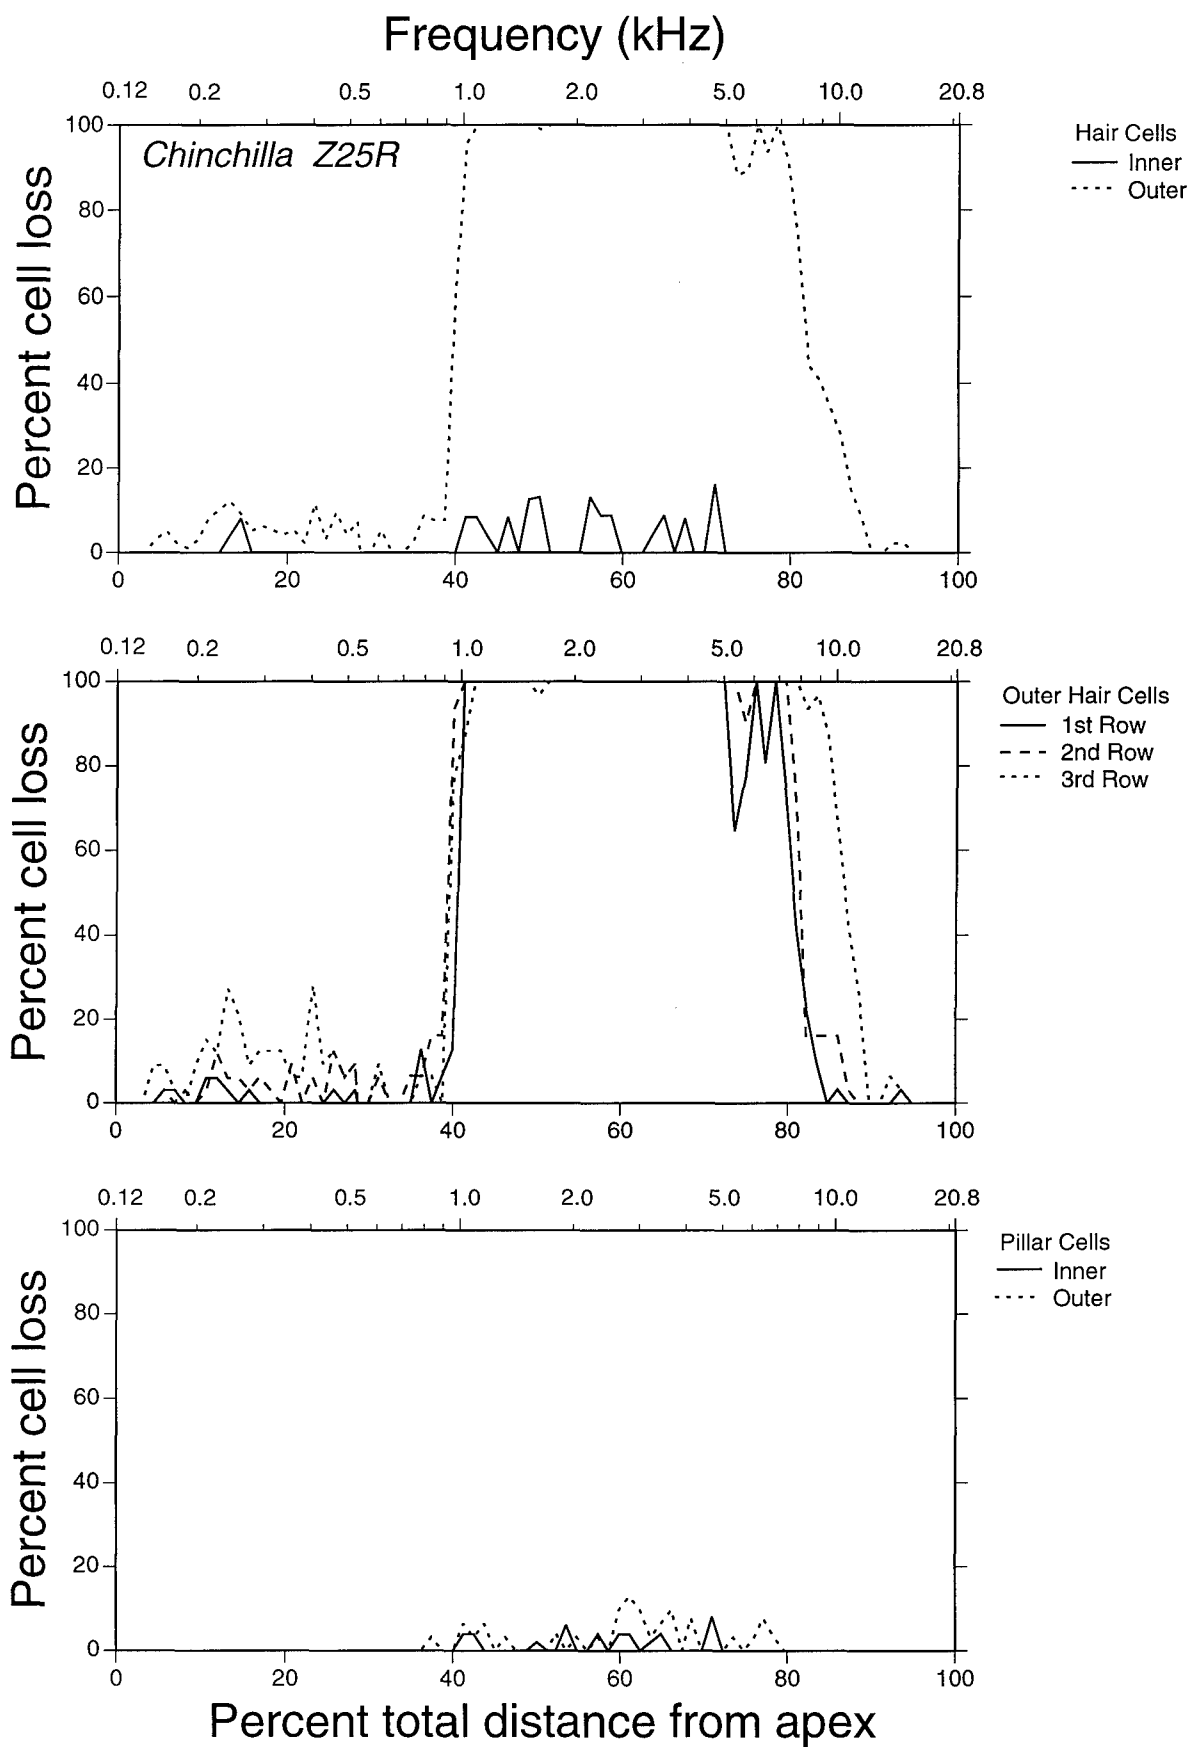 Frequency (kHz)
0.12 0.2 0.5 1.0 2.0 5.0 10.0 20.8
Chinchilla Z25R
Percent cell loss
100
80
60
40
20
0
0 20 40 60 80 100
Hair Cells
Inner
Outer
0.12 0.2 0.5 1.0 2.0 5.0 10.0 20.8
Percent cell loss
100
80
60
40
20
0
0 20 40 60 80 100
Outer Hair Cells
1st Row
2nd Row
3rd Row
0.12 0.2 0.5 1.0 2.0 5.0 10.0 20.8
Percent cell loss
100
80
60
40
20
0
0 20 40 60 80 100
Pillar Cells
Inner
Outer
Percent total distance from apex